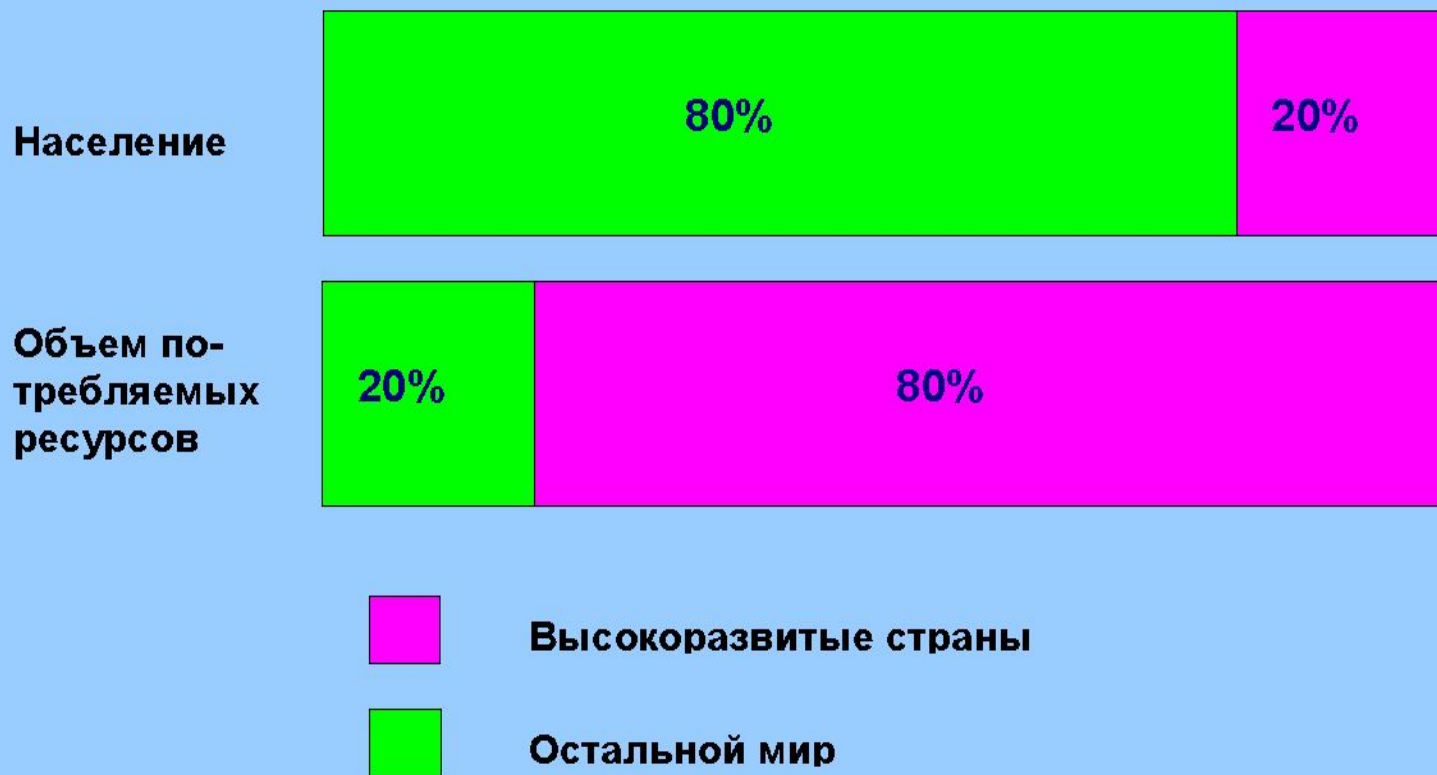 80%
20%
Население
Объем по-
требляемых
ресурсов
20%
80%
Высокоразвитые страны
Остальной мир